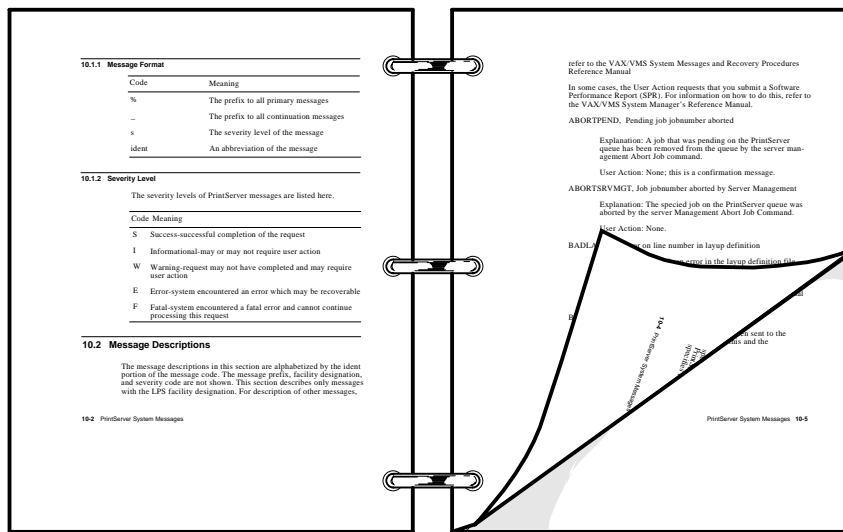 10.1.1 Message Format
Code Meaning
% The prefix to all primary messages
_ The prefix to all continuation messages
s The severity level of the message
ident An abbreviation of the message
10.1.2 Severity Level
The severity levels of PrintServer messages are listed here.
Code Meaning
S Success-successful completion of the request
I Informational-may or may not require user action
W Warning-request may not have completed and may require
user action
E Error-system encountered an error which may be recoverable
F Fatal-system encountered a fatal error and cannot continue
processing this request
10.2 Message Descriptions
The message descriptions in this section are alphabetized by the ident
portion of the message code. The message prefix, facility designation,
and severity code are not shown. This section describes only messages
with the LPS facility designation. For description of other messages,
10-2 PrintServer System Messages
refer to the VAX/VMS System Messages and Recovery Procedures
Reference Manual
In some cases, the User Action requests that you submit a Software
Performance Report (SPR). For information on how to do this, refer to
the VAX/VMS System Manager's Reference Manual.
ABORTPEND, Pending job jobnumber aborted
Explanation: A job that was pending on the PrintServer
queue has been removed from the queue by the server man-
agement Abort Job command.
User Action: None; this is a confirmation message.
ABORTSRVMGT, Job jobnumber aborted by Server Management
Explanation: The specied job on the PrintServer queue was
aborted by the server Management Abort Job Command.
User Action: None.
on line number in layup definition
error in the layup definition file
sent to the
and the
10-4 PrintServer System Messages
PrintServer System Messages 10-5